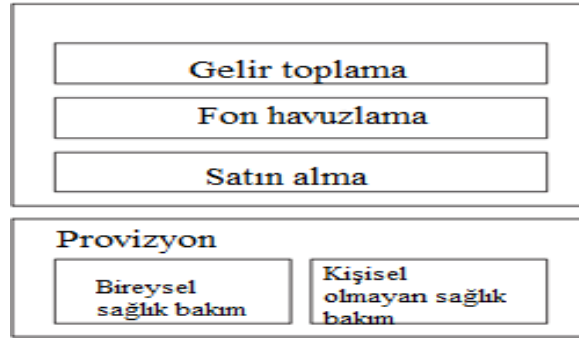 Gelir toplama
Fon havuzlama
Satın alma
Provizyon
Bireysel
sağlık bakım
Kişisel
olmayan sağlık
bakım